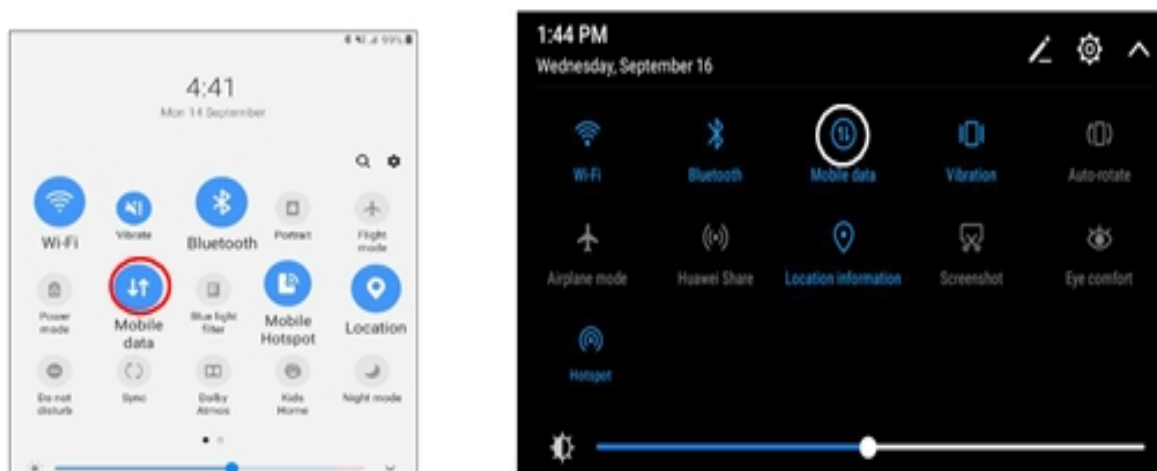 99%
4:41
Mon 14 September
Wi-Fi
Vibrate
Bluetooth
Portrait
Flight
mode
Power
mode
Mobile
data
Blue light
filter
Mobile
Hotspot
Location
Do not
disturb
Sync
Dolby
Atmos
Kids
Home
Night mode
1:44 PM
Wednesday, September 16
Wi-Fi
Bluetooth
Mobile data
Vibration
Auto-rotate
Airplane mode
Huawei Share
Location information
Screenshot
Eye comfort
Hotspot